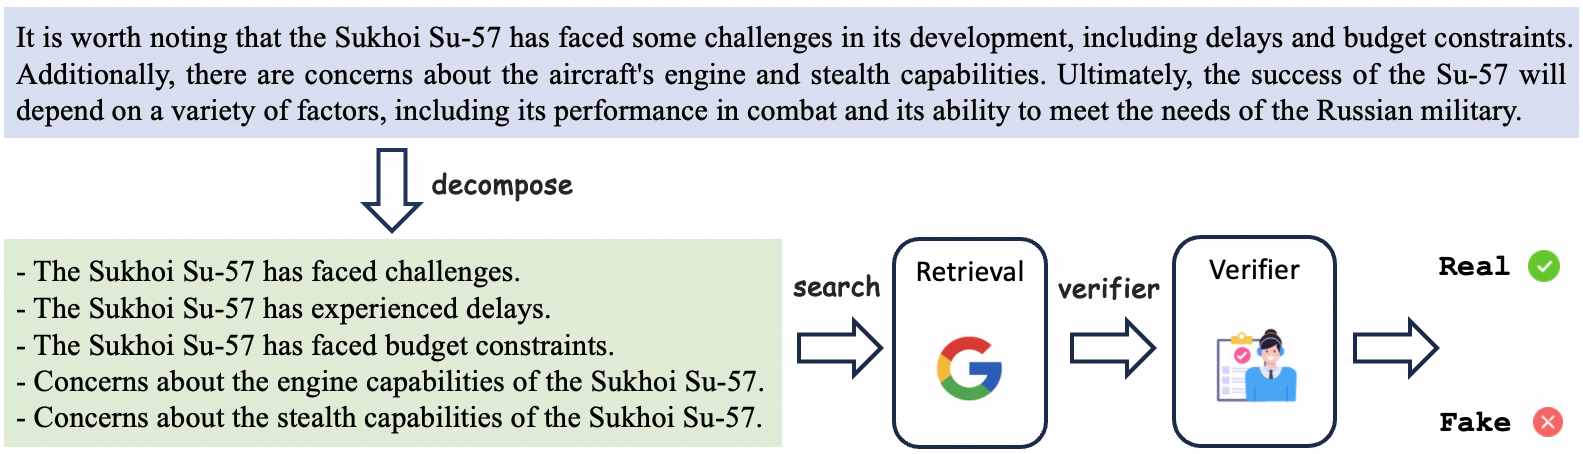 It is worth noting that the Sukhoi Su-57 has faced some challenges in its development, including delays and budget constraints.
Additionally, there are concerns about the aircraft's engine and stealth capabilities. Ultimately, the success of the Su-57 will
depend on a variety of factors, including its performance in combat and its ability to meet the needs of the Russian military.
decompose
- The Sukhoi Su-57 has faced challenges.
- The Sukhoi Su-57 has experienced delays.
- The Sukhoi Su-57 has faced budget constraints.
- Concerns about the engine capabilities of the Sukhoi Su-57.
- Concerns about the stealth capabilities of the Sukhoi Su-57.
search
Retrieval
G
verifier
Verifier
Real
Fake